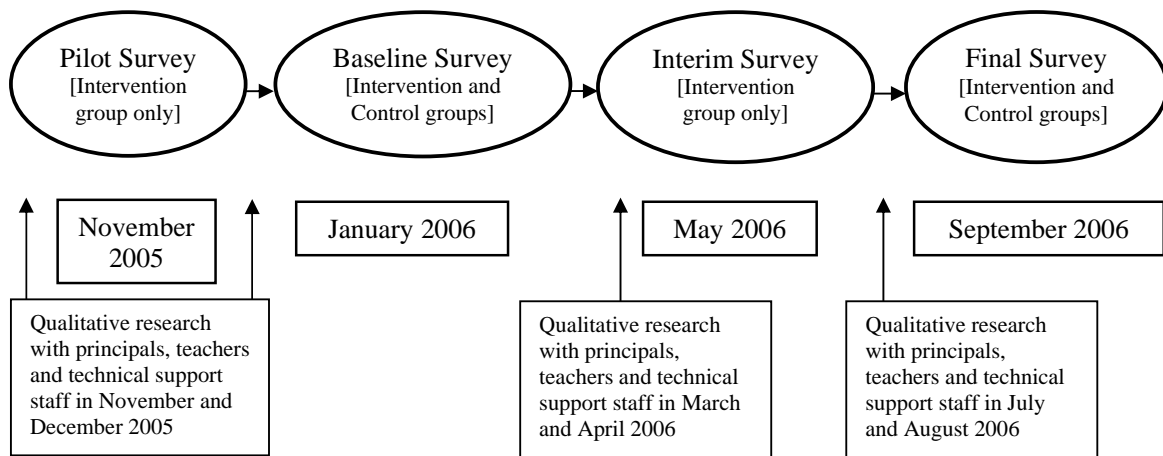 Pilot Survey
[Intervention
group only]
Baseline Survey
[Intervention and
Control groups]
Interim Survey
[Intervention
group only]
Final Survey
[Intervention and
Control groups]
November
2005
January 2006
May 2006
September 2006
Qualitative research
with principals, teachers
and technical support
staff in November and
December 2005
Qualitative research
with principals,
teachers and technical
support staff in March
and April 2006
Qualitative research
with principals,
teachers and technical
support staff in July
and August 2006